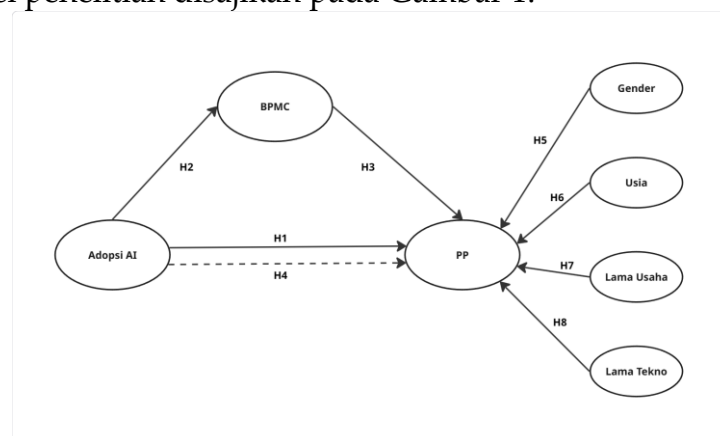 penelitian disajikan pada Gambar 1.
BPMC
Gender
H5
H2
H3
H6
Usia
Adopsi AI
H1
PP
H4
H7
Lama Usaha
H8
Lama Tekno